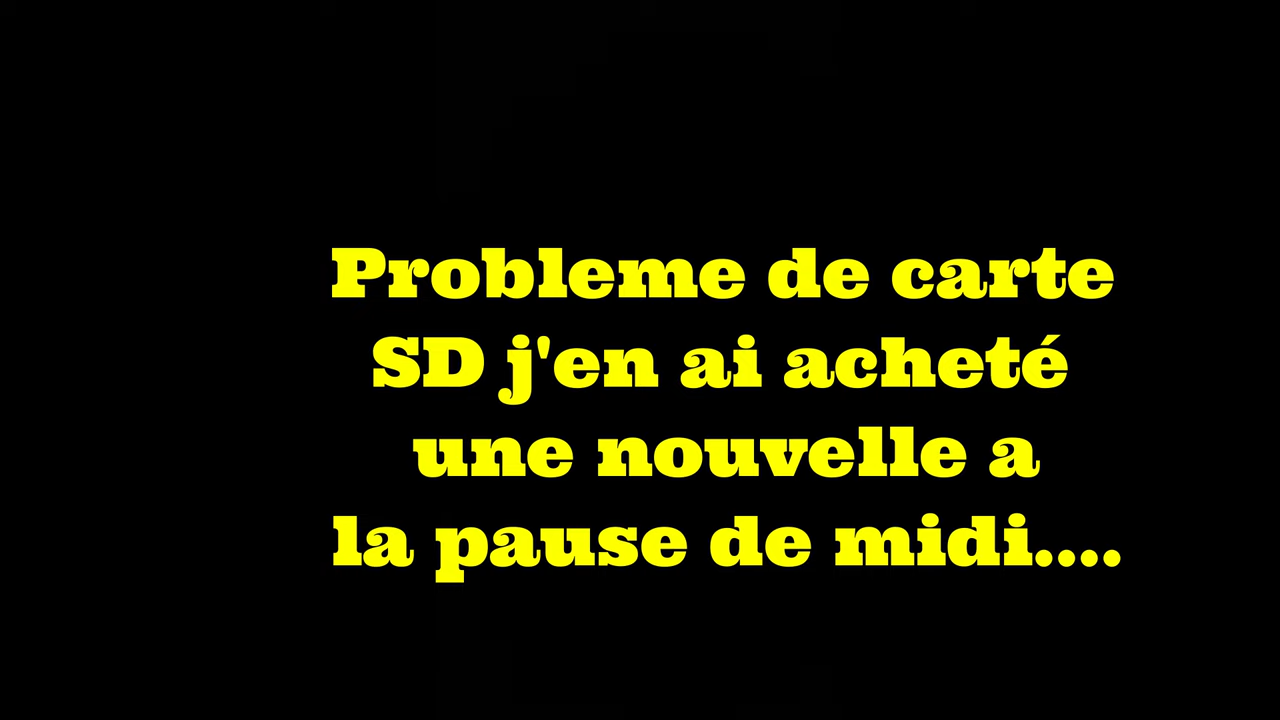 Probleme de carte
SD j'en ai acheté
une nouvelle a
la pause de midi....